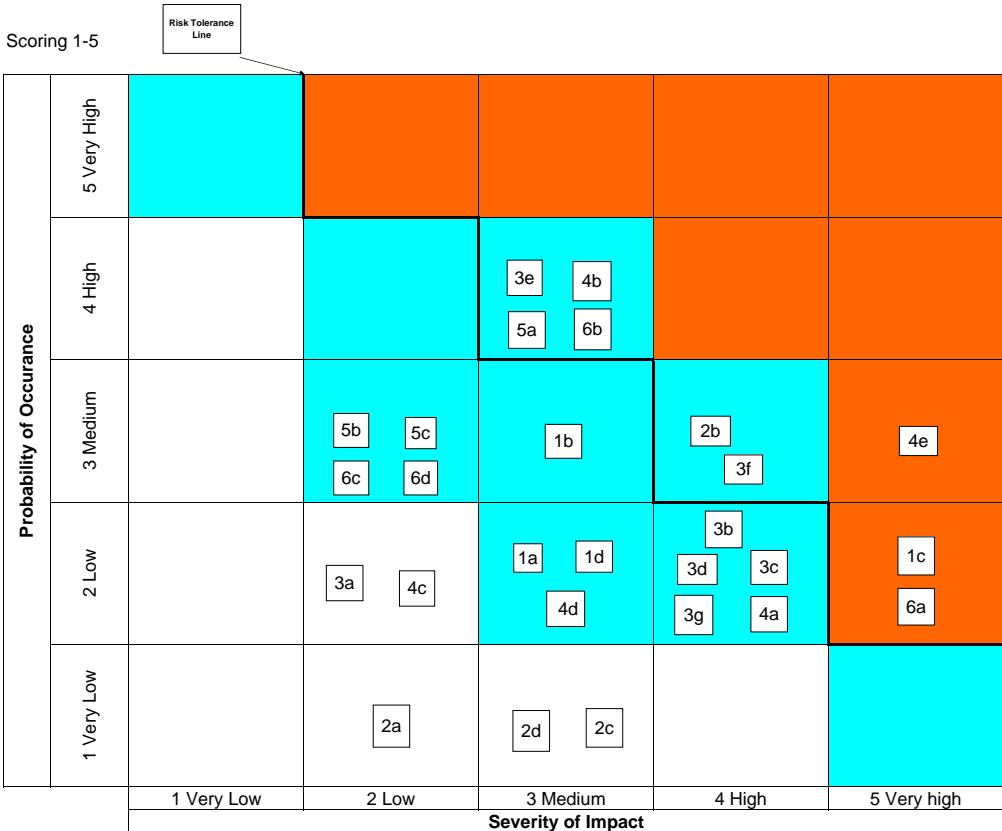 Risk Tolerance
Line
Scoring 1-5
Probability of Occurance
5 Very High
4 High
3e 4b
5a 6b
3 Medium
5b 5c 1b 2b 4e
6c 6d 3f
2 Low
3b
1a 1d 3d 3c 1c
3a 4c
4d 3g 4a 6a
1 Very Low
2a 2d 2c
1 Very Low 2 Low 3 Medium 4 High 5 Very high
Severity of Impact